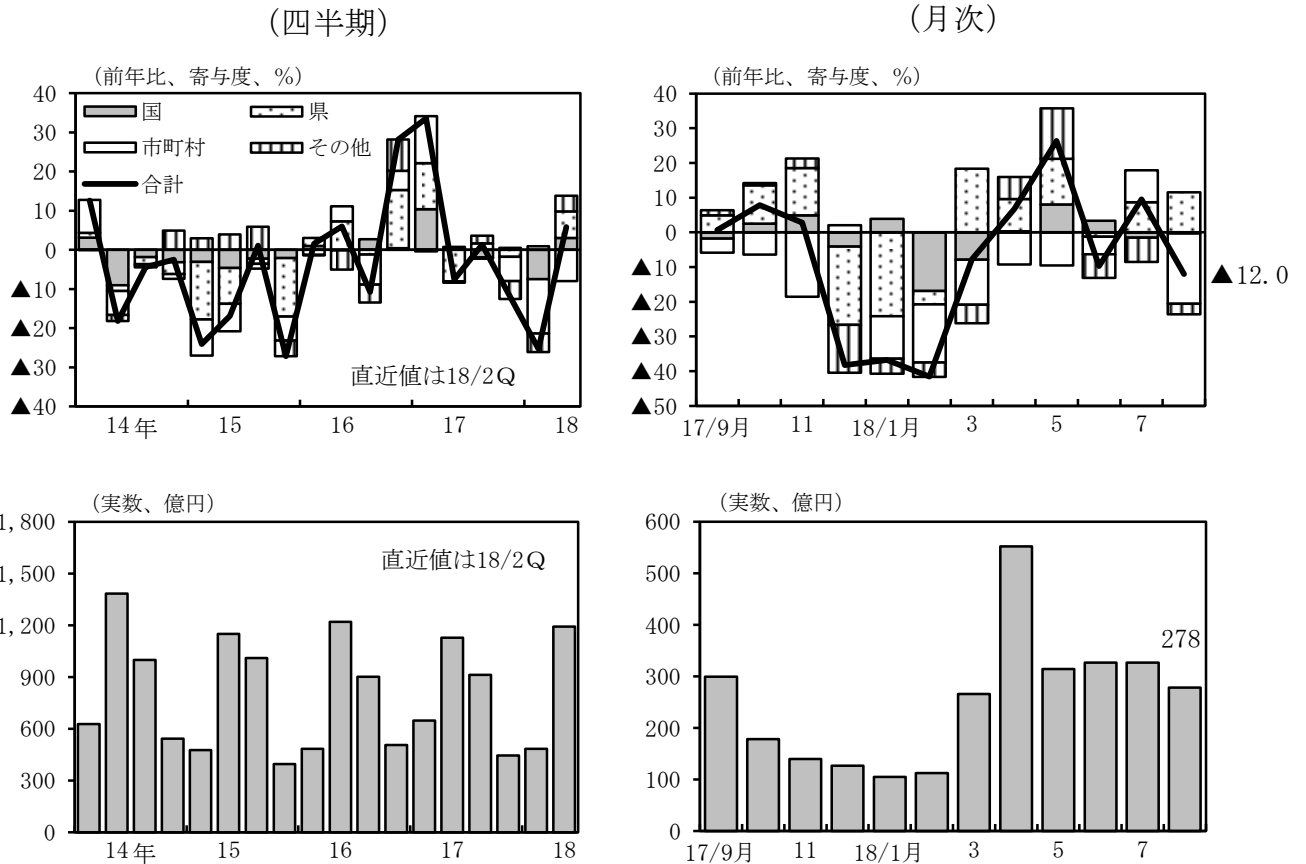 (四半期)
(前年比、寄与度、%)
国
県
市町村
その他
合計
40
30
20
10
0
▲10
▲20
▲30
▲40
直近値は18/2Q
14年 15 16 17 18
(月次)
(前年比、寄与度、%)
40
30
20
10
0
▲10
▲20
▲30
▲40
▲50
▲12.0
17/9月 11 18/1月 3 5 7
(実数、億円)
1,800
1,500
1,200
900
600
300
0
直近値は18/2Q
14年 15 16 17 18
(実数、億円)
600
500
400
300
200
100
0
278
17/9月 11 18/1月 3 5 7